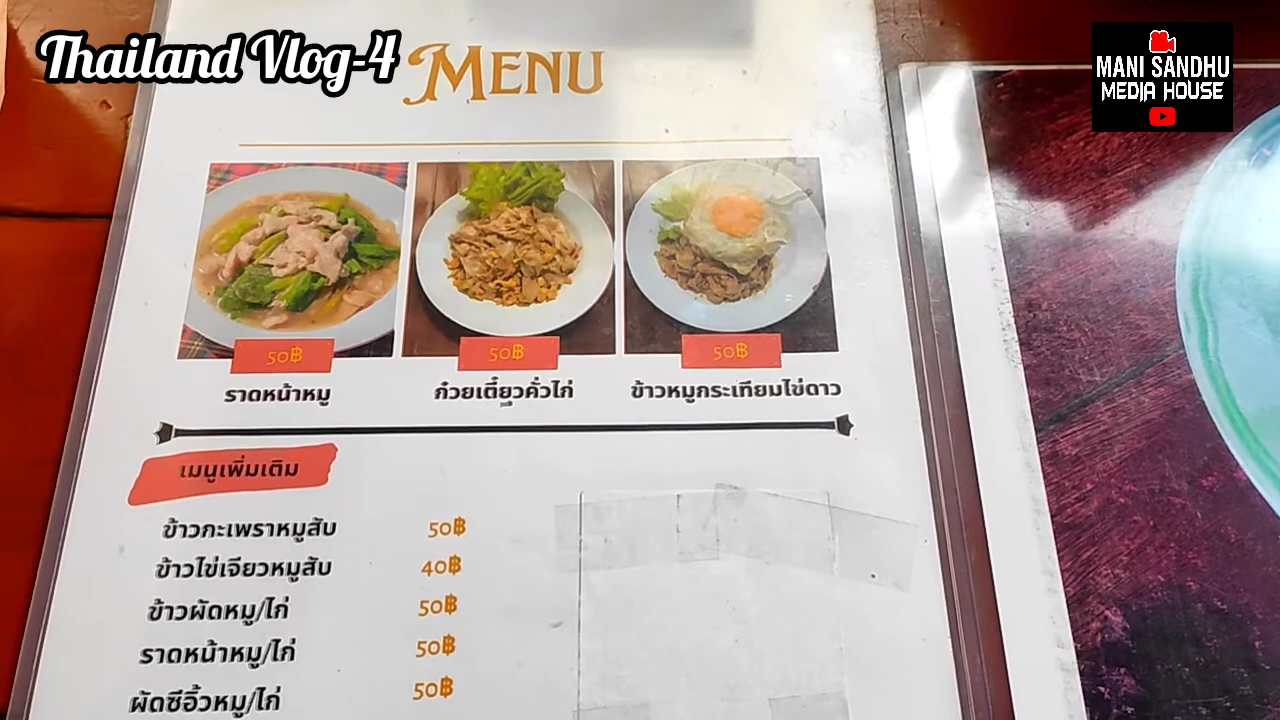 Thailand Vlog-4
MENU
MANI SANDHU
MEDIA HOUSE
50฿ 50฿ 50฿
ราดหน้าหมู ก๋วยเตี๋ยวคั่วไก่ ข้าวหมูกระเทียมไข่ดาว
เมนูเพิ่มเติม
ข้าวกะเพราหมูสับ 50฿
ข้าวไข่เจียวหมูสับ 40฿
ข้าวผัดหมู/ไก่ 50฿
ราดหน้าหมู/ไก่ 50฿
ผัดซีอิ้วหมู/ไก่ 50฿